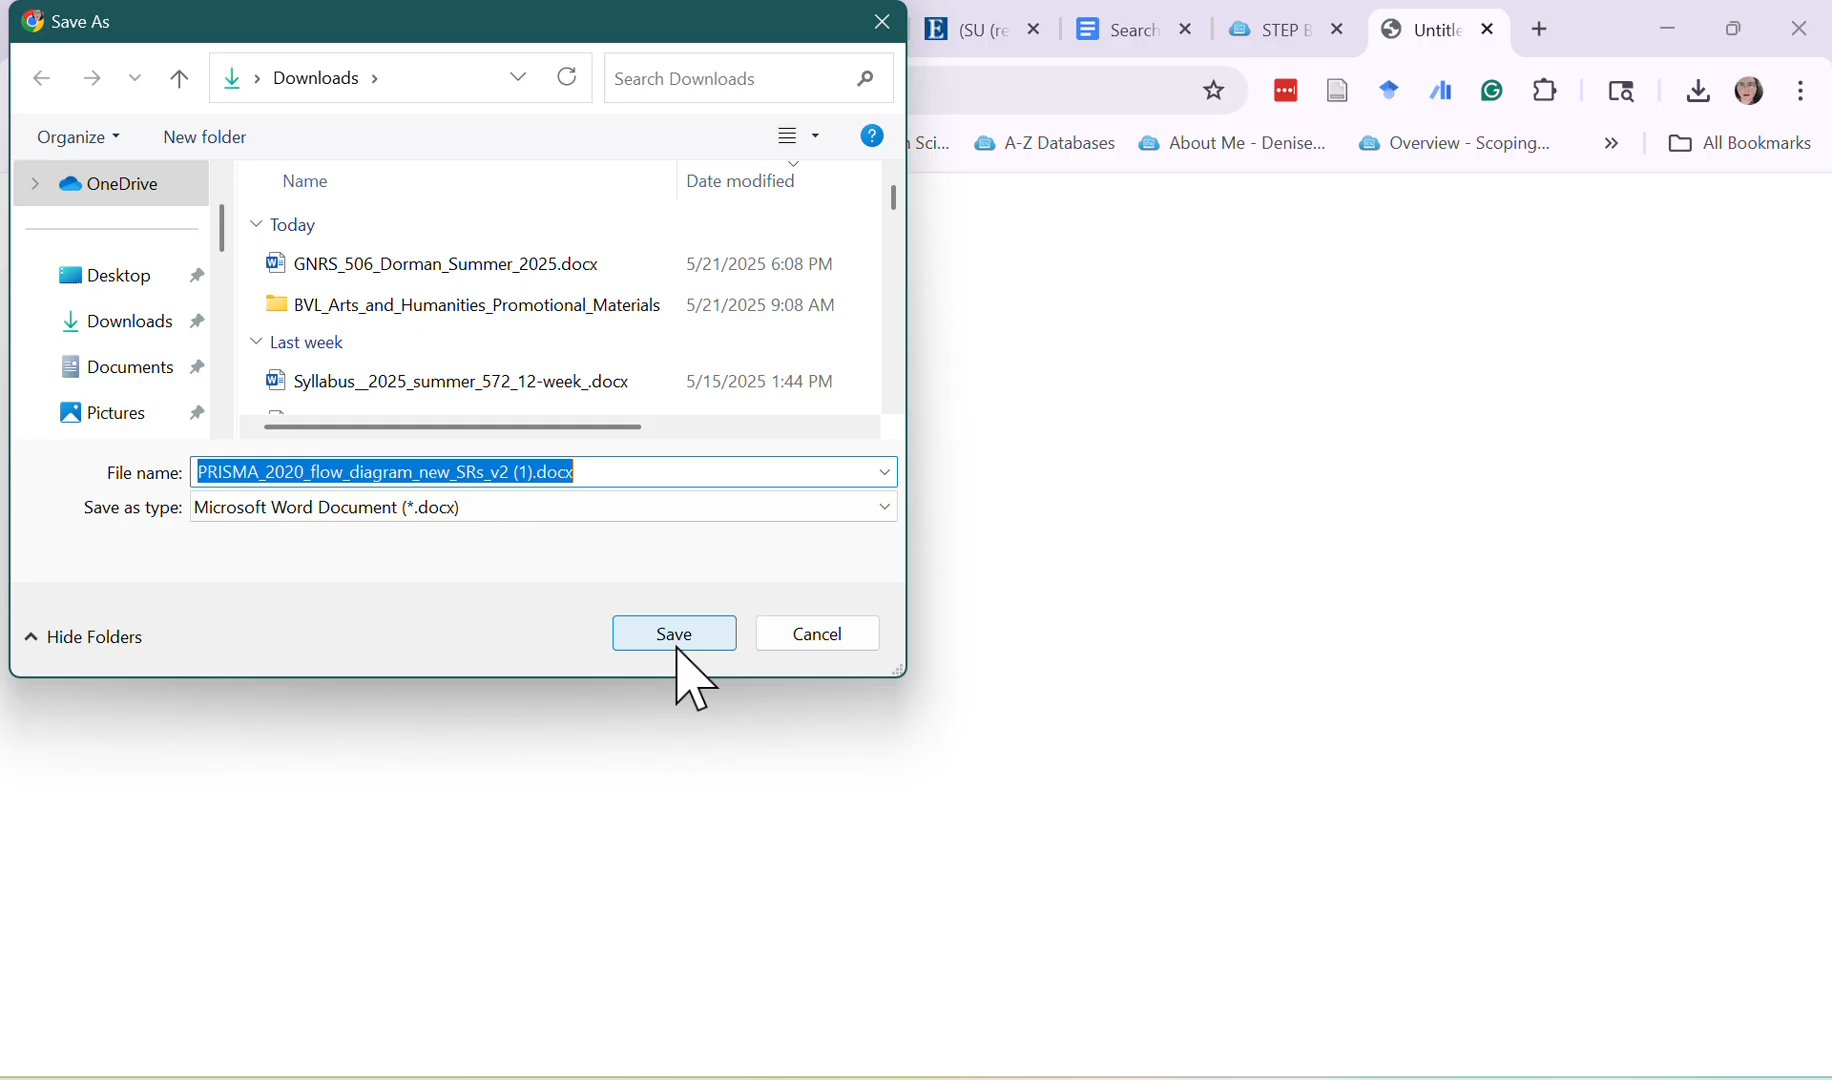 Save As
(SU (re
Search
STEP B
Untitle
Downloads
Search Downloads
Organize
New folder
Sci...
A-Z Databases
About Me - Denise...
Overview - Scoping...
All Bookmarks
OneDrive
Name
Date modified
Today
GNRS_506_Dorman_Summer_2025.docx
5/21/2025 6:08 PM
Desktop
BVL_Arts_and_Humanities_Promotional_Materials
5/21/2025 9:08 AM
Downloads
Last week
Documents
Syllabus__2025_summer_572_12-week_.docx
5/15/2025 1:44 PM
Pictures
File name: PRISMA_2020_flow_diagram_new_SRs_v2 (1).docx
Save as type: Microsoft Word Document (*.docx)
Hide Folders
Save
Cancel